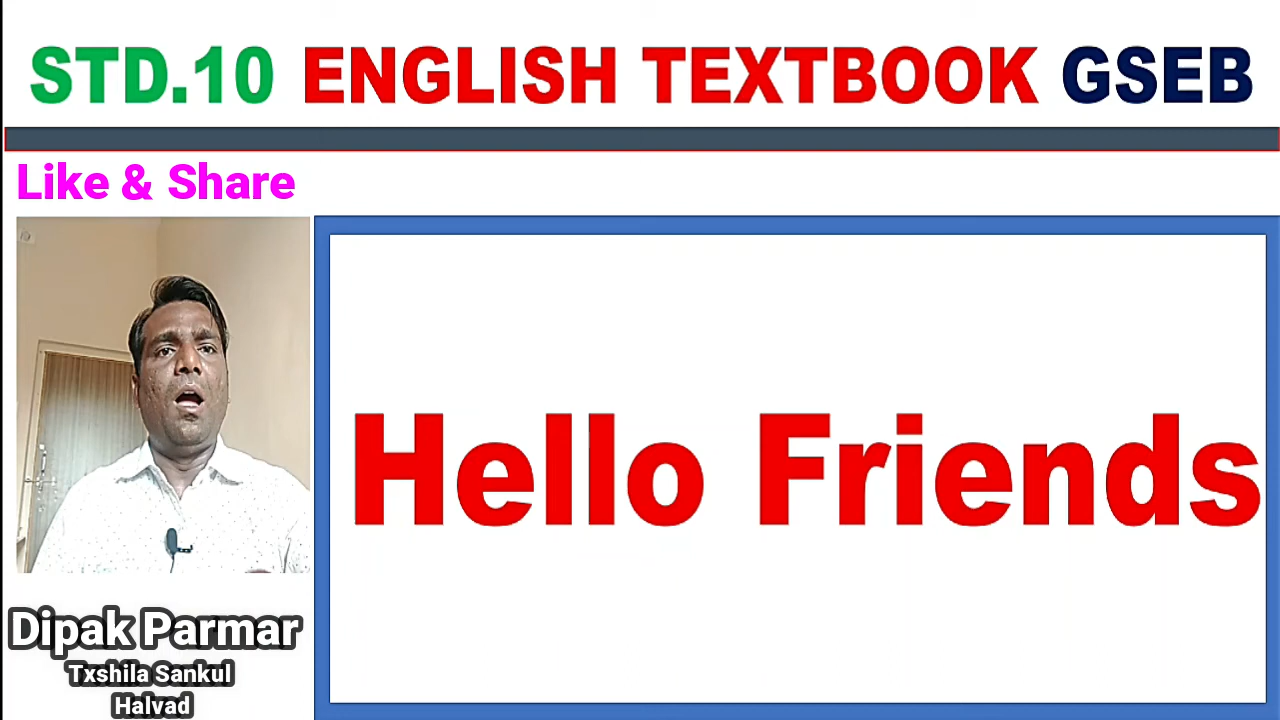 STD.10 ENGLISH TEXTBOOK GSEB
Like & Share
Hello Friends
Dipak Parmar
Txshila Sankul
Halvad